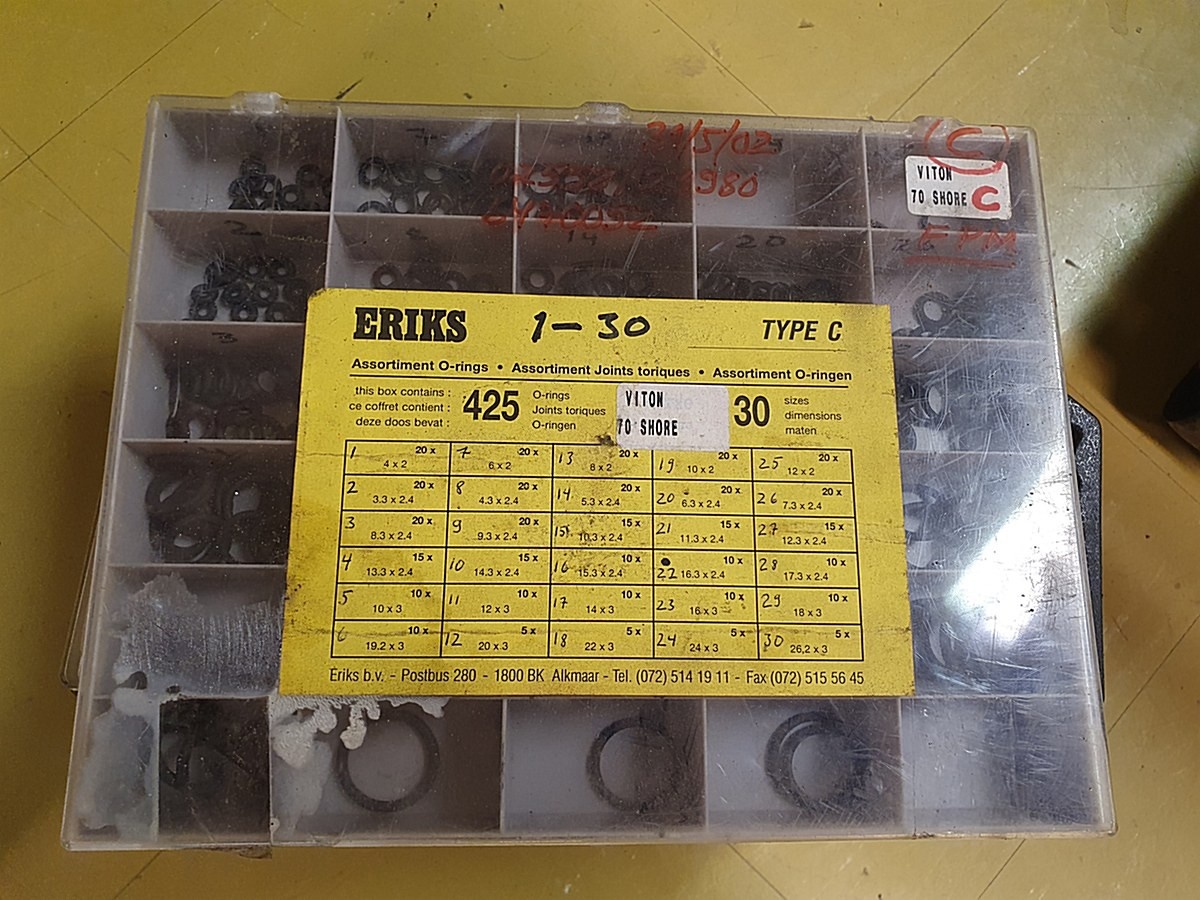 31/5/02
(C)
VITON
70 SHORE C
FPM
2
14
20
ERIKS 1-30 TYPE C
Assortiment O-rings • Assortiment Joints toriques • Assortiment O-ringen
this box contains :
ce coffret contient :
deze doos bevat :
425
O-rings
Joints toriques
O-ringen
VITON
70 SHORE
30
sizes
dimensions
maten
1 20 x 7 20 x 13 20 x 19 20 x 25 20 x
4 x 2 6 x 2 8 x 2 10 x 2 12 x 2
2 20 x 8 20 x 14 20 x 20 20 x 26 20 x
3.3 x 2.4 4.3 x 2.4 5.3 x 2.4 6.3 x 2.4 7.3 x 2.4
3 20 x 9 20 x 15 15 x 21 15 x 27 15 x
8.3 x 2.4 9.3 x 2.4 10.3 x 2.4 11.3 x 2.4 12.3 x 2.4
4 15 x 10 15 x 16 10 x 22 10 x 28 10 x
13.3 x 2.4 14.3 x 2.4 15.3 x 2.4 16.3 x 2.4 17.3 x 2.4
5 10 x 11 10 x 17 10 x 23 10 x 29 10 x
10 x 3 12 x 3 14 x 3 16 x 3 18 x 3
6 10 x 12 5 x 18 5 x 24 5 x 30 5 x
19.2 x 3 20 x 3 22 x 3 24 x 3 26,2 x 3
Eriks b.v. - Postbus 280 - 1800 BK Alkmaar - Tel. (072) 514 19 11 - Fax (072) 515 56 45